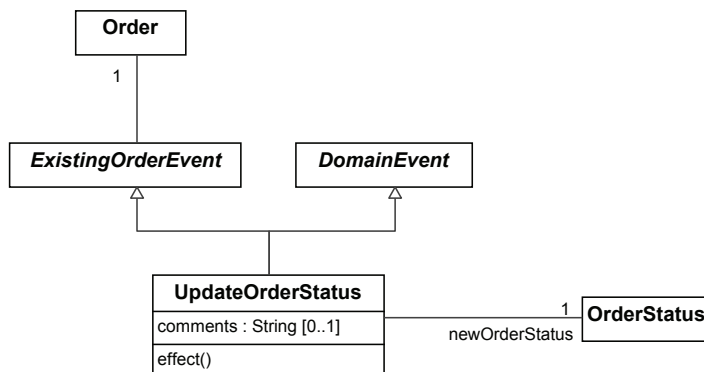 Order
1
ExistingOrderEvent
DomainEvent
UpdateOrderStatus
comments : String [0..1]
effect()
1
newOrderStatus
OrderStatus